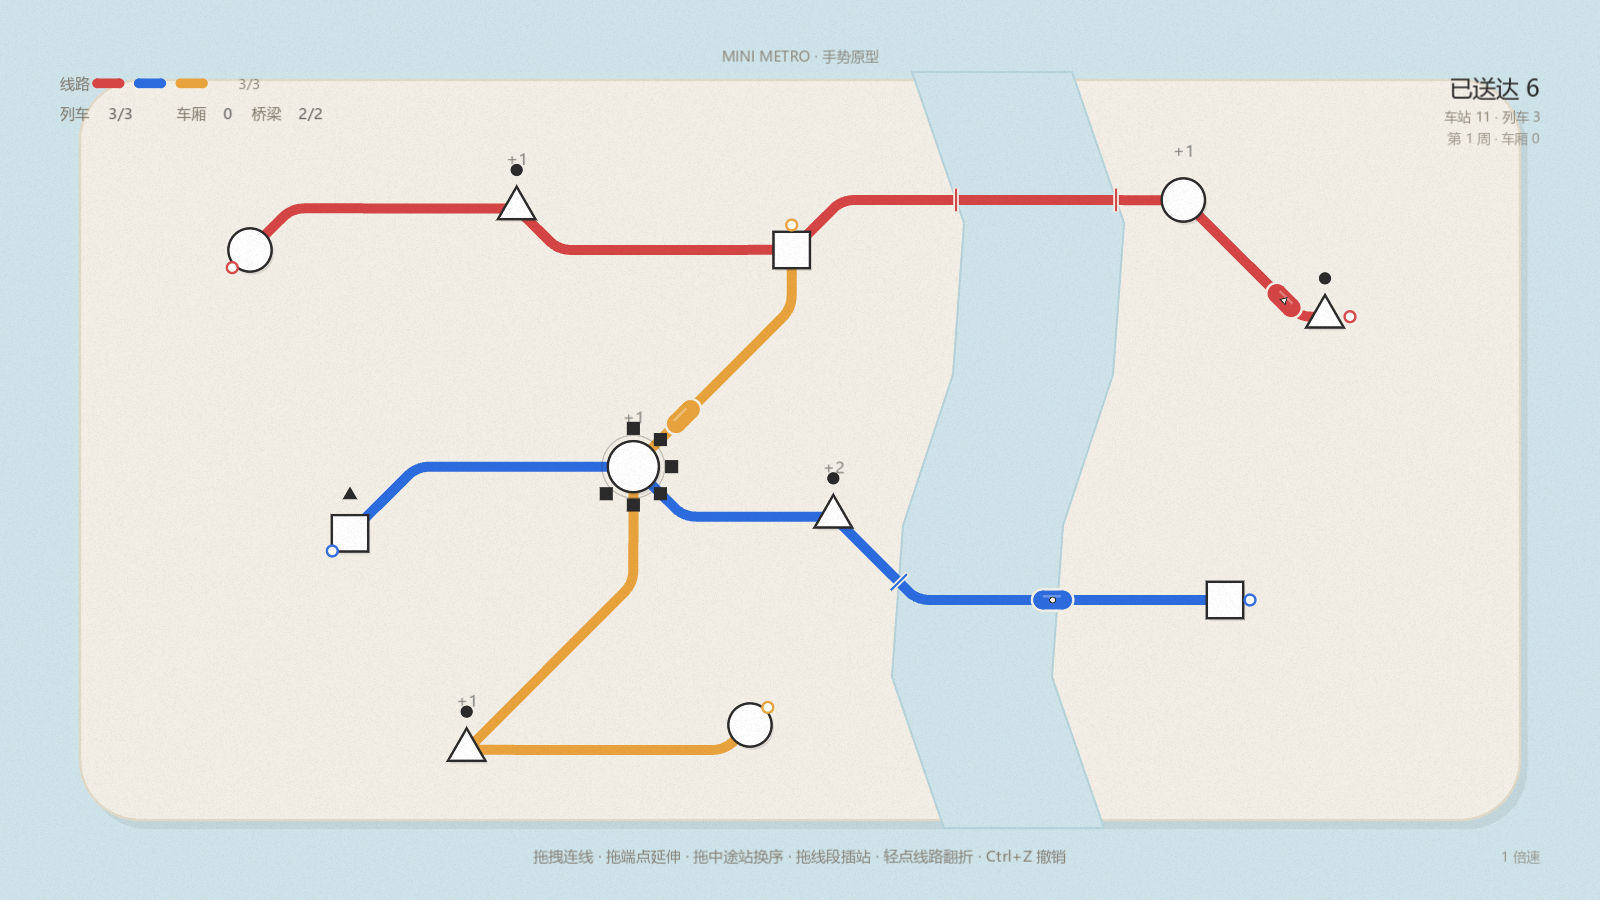 MINI METRO · 手势原型
线路 3/3
列车 3/3 车厢 0 桥梁 2/2
已送达 6
车站 11 · 列车 3
第 1 周 · 车厢 0
+1
+1
+1
+2
+1
拖拽连线 · 拖端点延伸 · 拖中途站换序 · 拖线段插站 · 轻点线路翻折 · Ctrl+Z 撤销
1 倍速